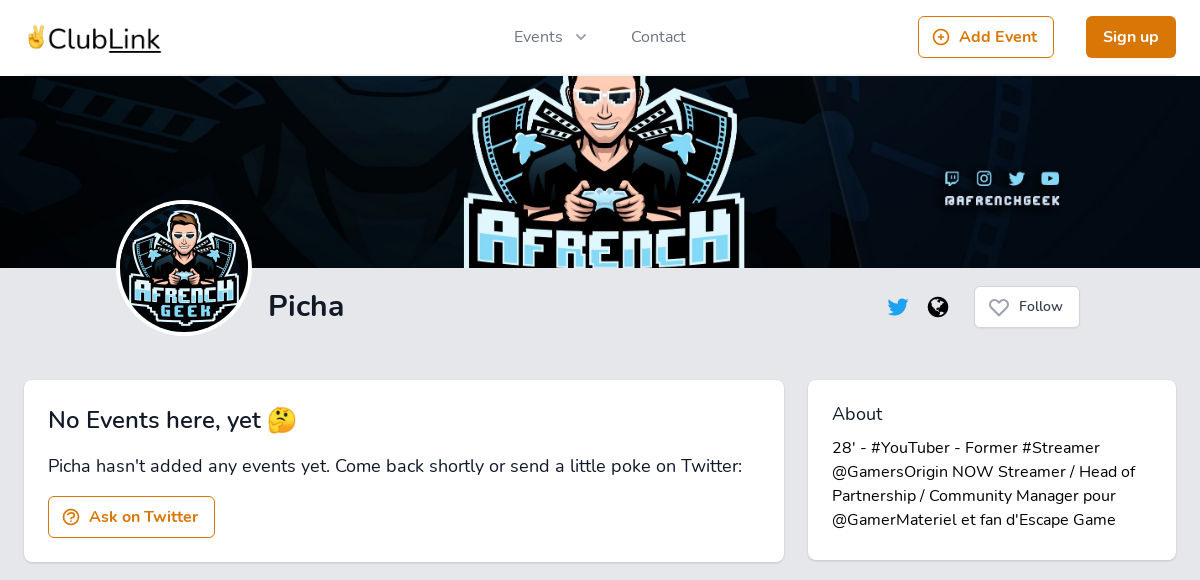 ✌️ClubLink
Events
Contact
Add Event
Sign up
AFRENCH
@AFRENCHGEEK
AFRENCH
GEEK
Picha
Follow
No Events here, yet 🤔
Picha hasn't added any events yet. Come back shortly or send a little poke on Twitter:
Ask on Twitter
About
28' - #YouTuber - Former #Streamer
@GamersOrigin NOW Streamer / Head of
Partnership / Community Manager pour
@GamerMateriel et fan d'Escape Game